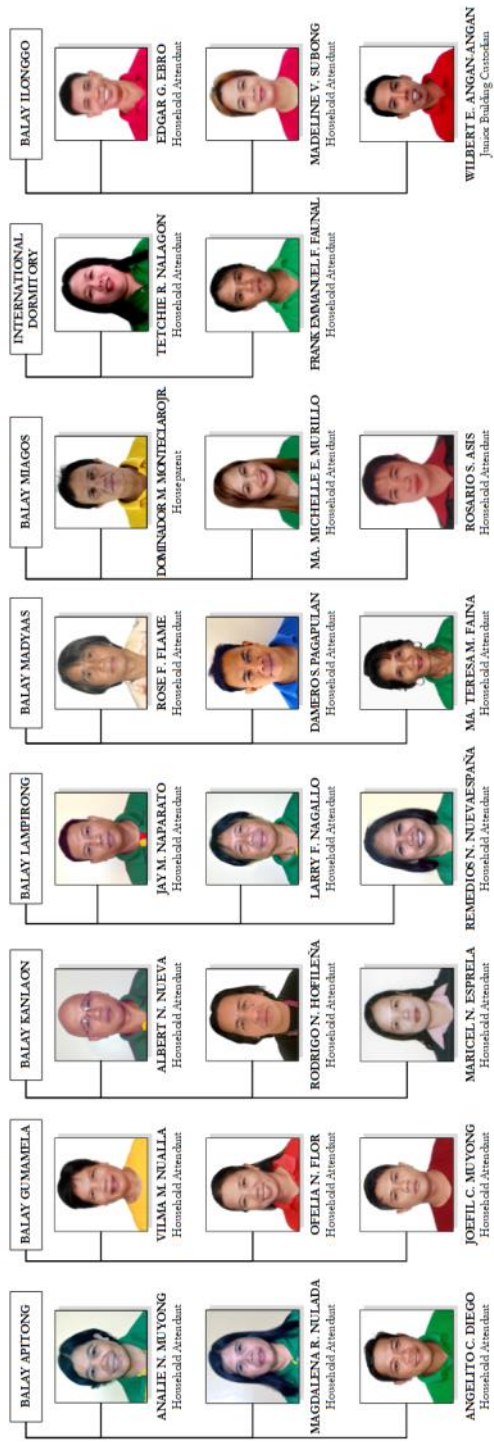 BALAY APITONG
ANALIE N. MUYONG
Household Attendant
MAGDALENA R. NULADA
Household Attendant
ANGELITO C. DIEGO
Household Attendant
BALAY GUMAMELA
VILMA M. NUALLA
Household Attendant
OFELIA N. FLOR
Household Attendant
JOEFIL C. MUYONG
Household Attendant
BALAY KANLAON
ALBERT N. NUEVA
Household Attendant
RODRIGO N. HOFILEÑA
Household Attendant
MARICEL N. ESPRELA
Household Attendant
BALAY LAMPIRONG
JAY M. NAPARATO
Household Attendant
LARRY F. NAGALLO
Household Attendant
REMEDIOS N. NUEVAESPAÑA
Household Attendant
BALAY MADYAAS
ROSE F. FLAME
Household Attendant
DAMERO S. PAGAPULAN
Household Attendant
MA. TERESA M. FAINA
Household Attendant
BALAY MIAGOS
DOMINADOR M. MONTECLARO JR.
Houseparent
MA. MICHELLE E. MURILLO
Household Attendant
ROSARIO S. ASIS
Household Attendant
INTERNATIONAL
DORMITORY
TETCHIE R. NALAGON
Household Attendant
FRANK EMMANUEL F. FAUNAL
Household Attendant
BALAY ILONGGO
EDGAR G. EBRO
Household Attendant
MADELINE V. SUBONG
Household Attendant
WILBERT E. ANGAN-ANGAN
Junior Building Custodian